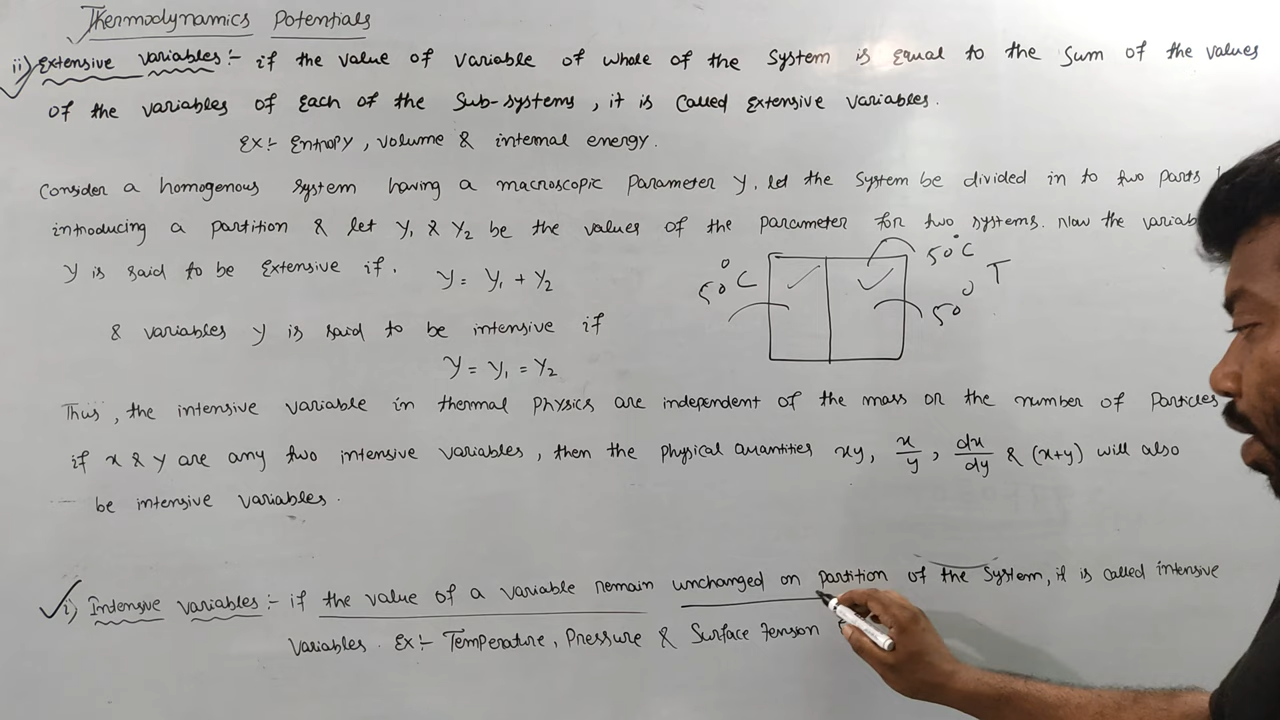 Thermodynamics Potentials
ii) Extensive variables :- if the value of variable of whole of the System is Equal to the Sum of the values
of the variables of Each of the Sub-systems, it is Called Extensive variables.
Ex :- Entropy, volume & internal energy.
Consider a homogenous System having a macroscopic Parameter y. let the System be divided in to two parts
introducing a partition & let y₁ & y₂ be the values of the parameter for two systems. Now the
y is said to be Extensive if.
y = y₁ + y₂
50°C
50°C
50°
T
& variables y is said to be intensive if
y = y₁ = y₂
Thus, the intensive variable in thermal Physics are independent of the mass or the number of Particles
if x & y are any two intensive variables, then the physical Quantities xy, x/y, dx/dy & (x+y) will also
be intensive variables.
i) Intensive variables :- if the value of a variable remain unchanged on partition of the System, it is called intensive
Variables. Ex :- Temperature, Pressure & Surface tension